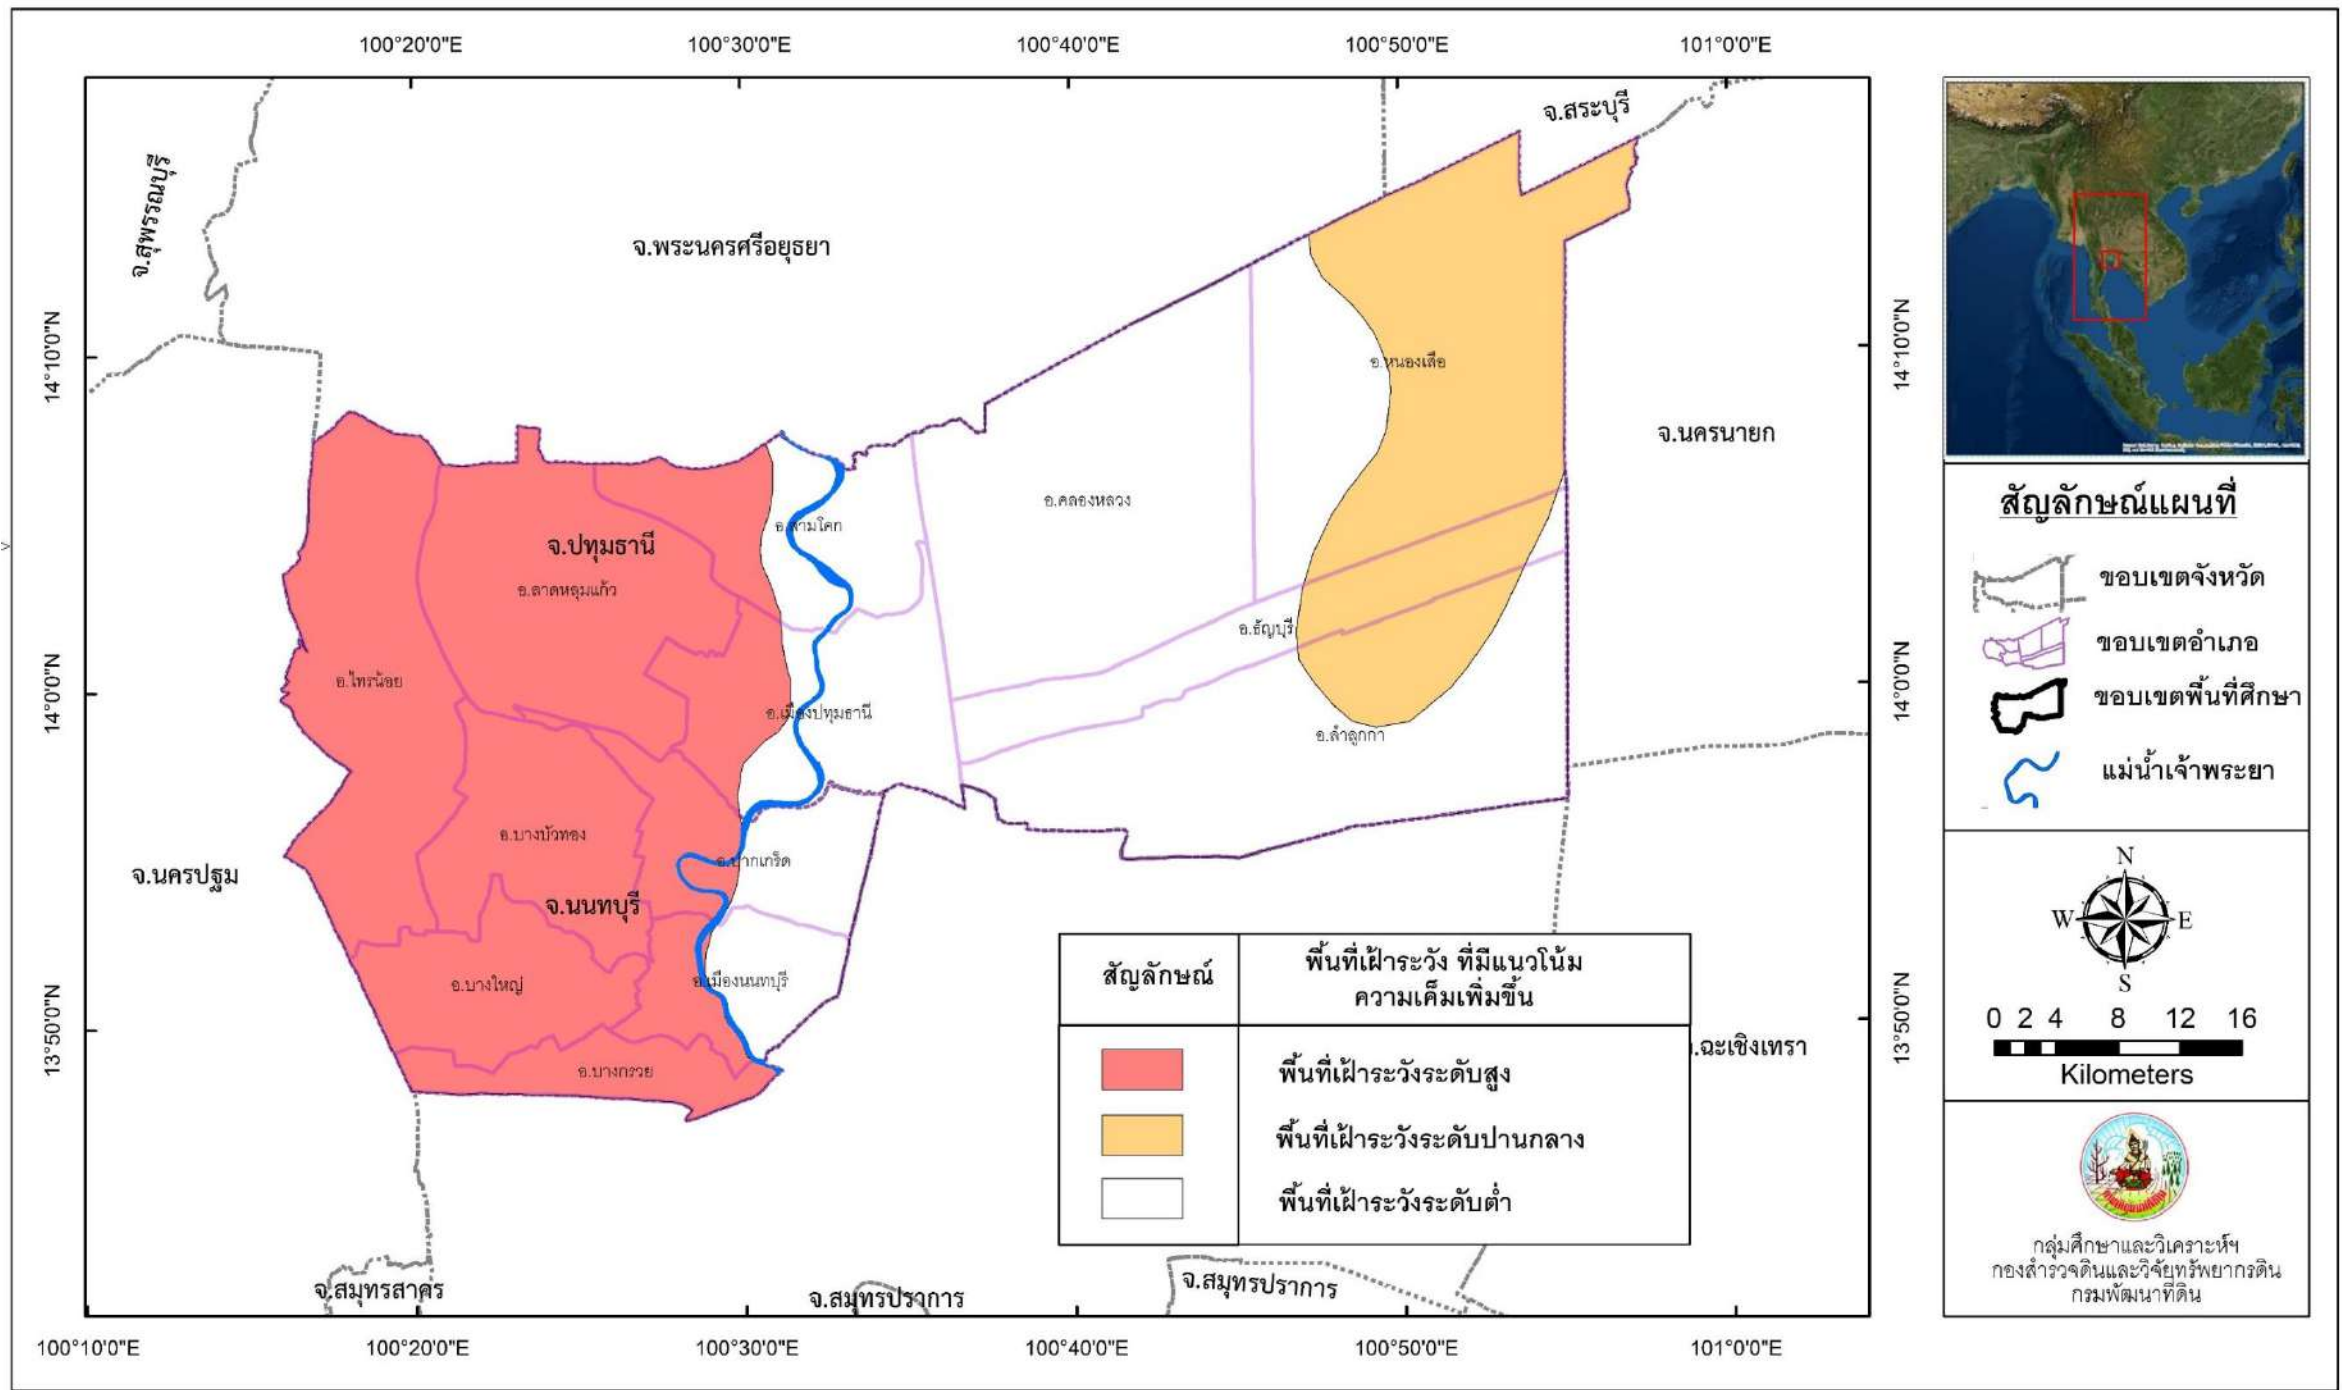 100°20'0"E
100°30'0"E
100°40'0"E
100°50'0"E
101°0'0"E
จ.สระบุรี
จ.สุพรรณบุรี
จ.พระนครศรีอยุธยา
14°10'0"N
14°10'0"N
อ.หนองเสือ
จ.นครนายก
อ.คลองหลวง
อ.สามโคก
จ.ปทุมธานี
อ.ลาดหลุมแก้ว
อ.ธัญบุรี
อ.ไทรน้อย
14°0'0"N
14°0'0"N
อ.เมืองปทุมธานี
อ.ลำลูกกา
อ.บางบัวทอง
อ.ปากเกร็ด
จ.นครปฐม
จ.นนทบุรี
อ.บางใหญ่
อ.เมืองนนทบุรี
13°50'0"N
13°50'0"N
.ฉะเชิงเทรา
อ.บางกรวย
สัญลักษณ์
พื้นที่เฝ้าระวัง ที่มีแนวโน้ม
ความเค็มเพิ่มขึ้น
พื้นที่เฝ้าระวังระดับสูง
พื้นที่เฝ้าระวังระดับปานกลาง
พื้นที่เฝ้าระวังระดับต่ำ
จ.สมุทรสาคร
จ.สมุทรปราการ
จ.สมุทรปราการ
100°10'0"E
100°20'0"E
100°30'0"E
100°40'0"E
100°50'0"E
101°0'0"E
สัญลักษณ์แผนที่
ขอบเขตจังหวัด
ขอบเขตอำเภอ
ขอบเขตพื้นที่ศึกษา
แม่น้ำเจ้าพระยา
N
W
E
S
0 2 4 8 12 16
Kilometers
กลุ่มศึกษาและวิเคราะห์ฯ
กองสำรวจดินและวิจัยทรัพยากรดิน
กรมพัฒนาที่ดิน